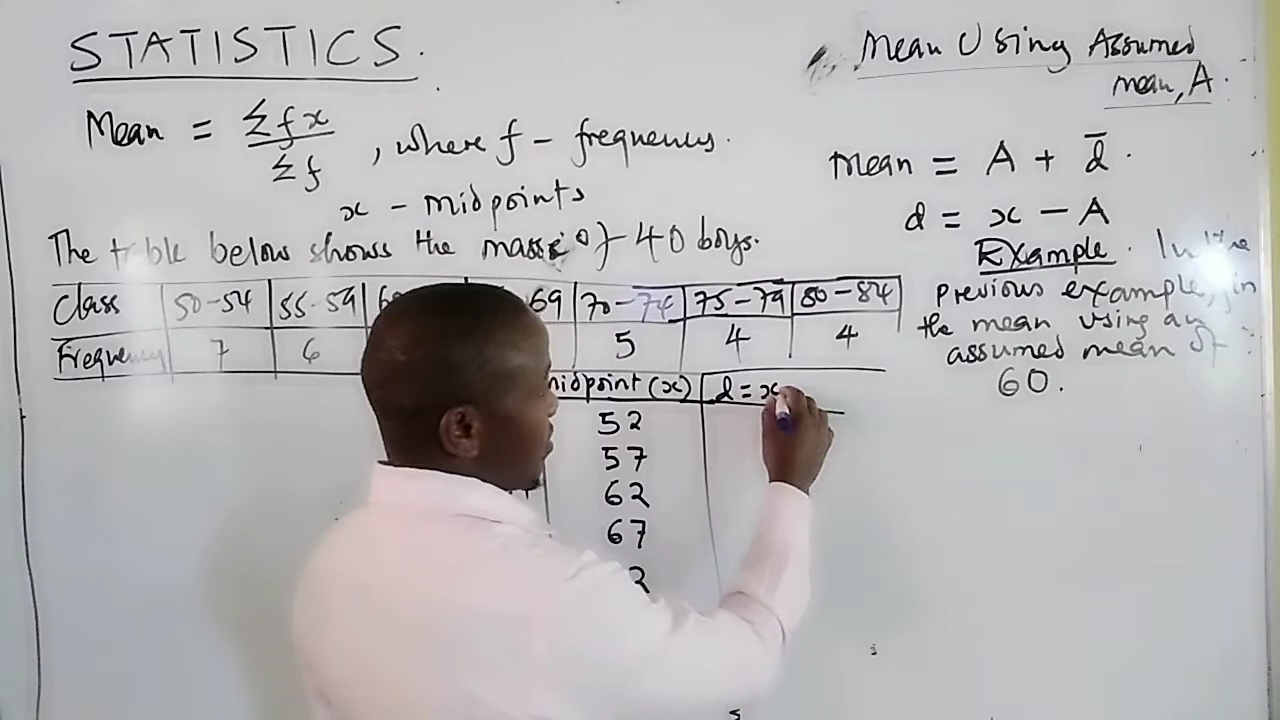 STATISTICS.
Mean = Σfx / Σf , where f - frequency.
x - midpoints
The table below shows the masses of 40 boys.
Class 50-54 55-59 69 70-74 75-79 80-84
Frequency 7 6 5 4 4
midpoint (x) d = x
52
57
62
67
Mean Using Assumed
mean, A.
mean = A + d̄.
d = x - A
Example. In the
previous example,
the mean using an
assumed mean of
60.